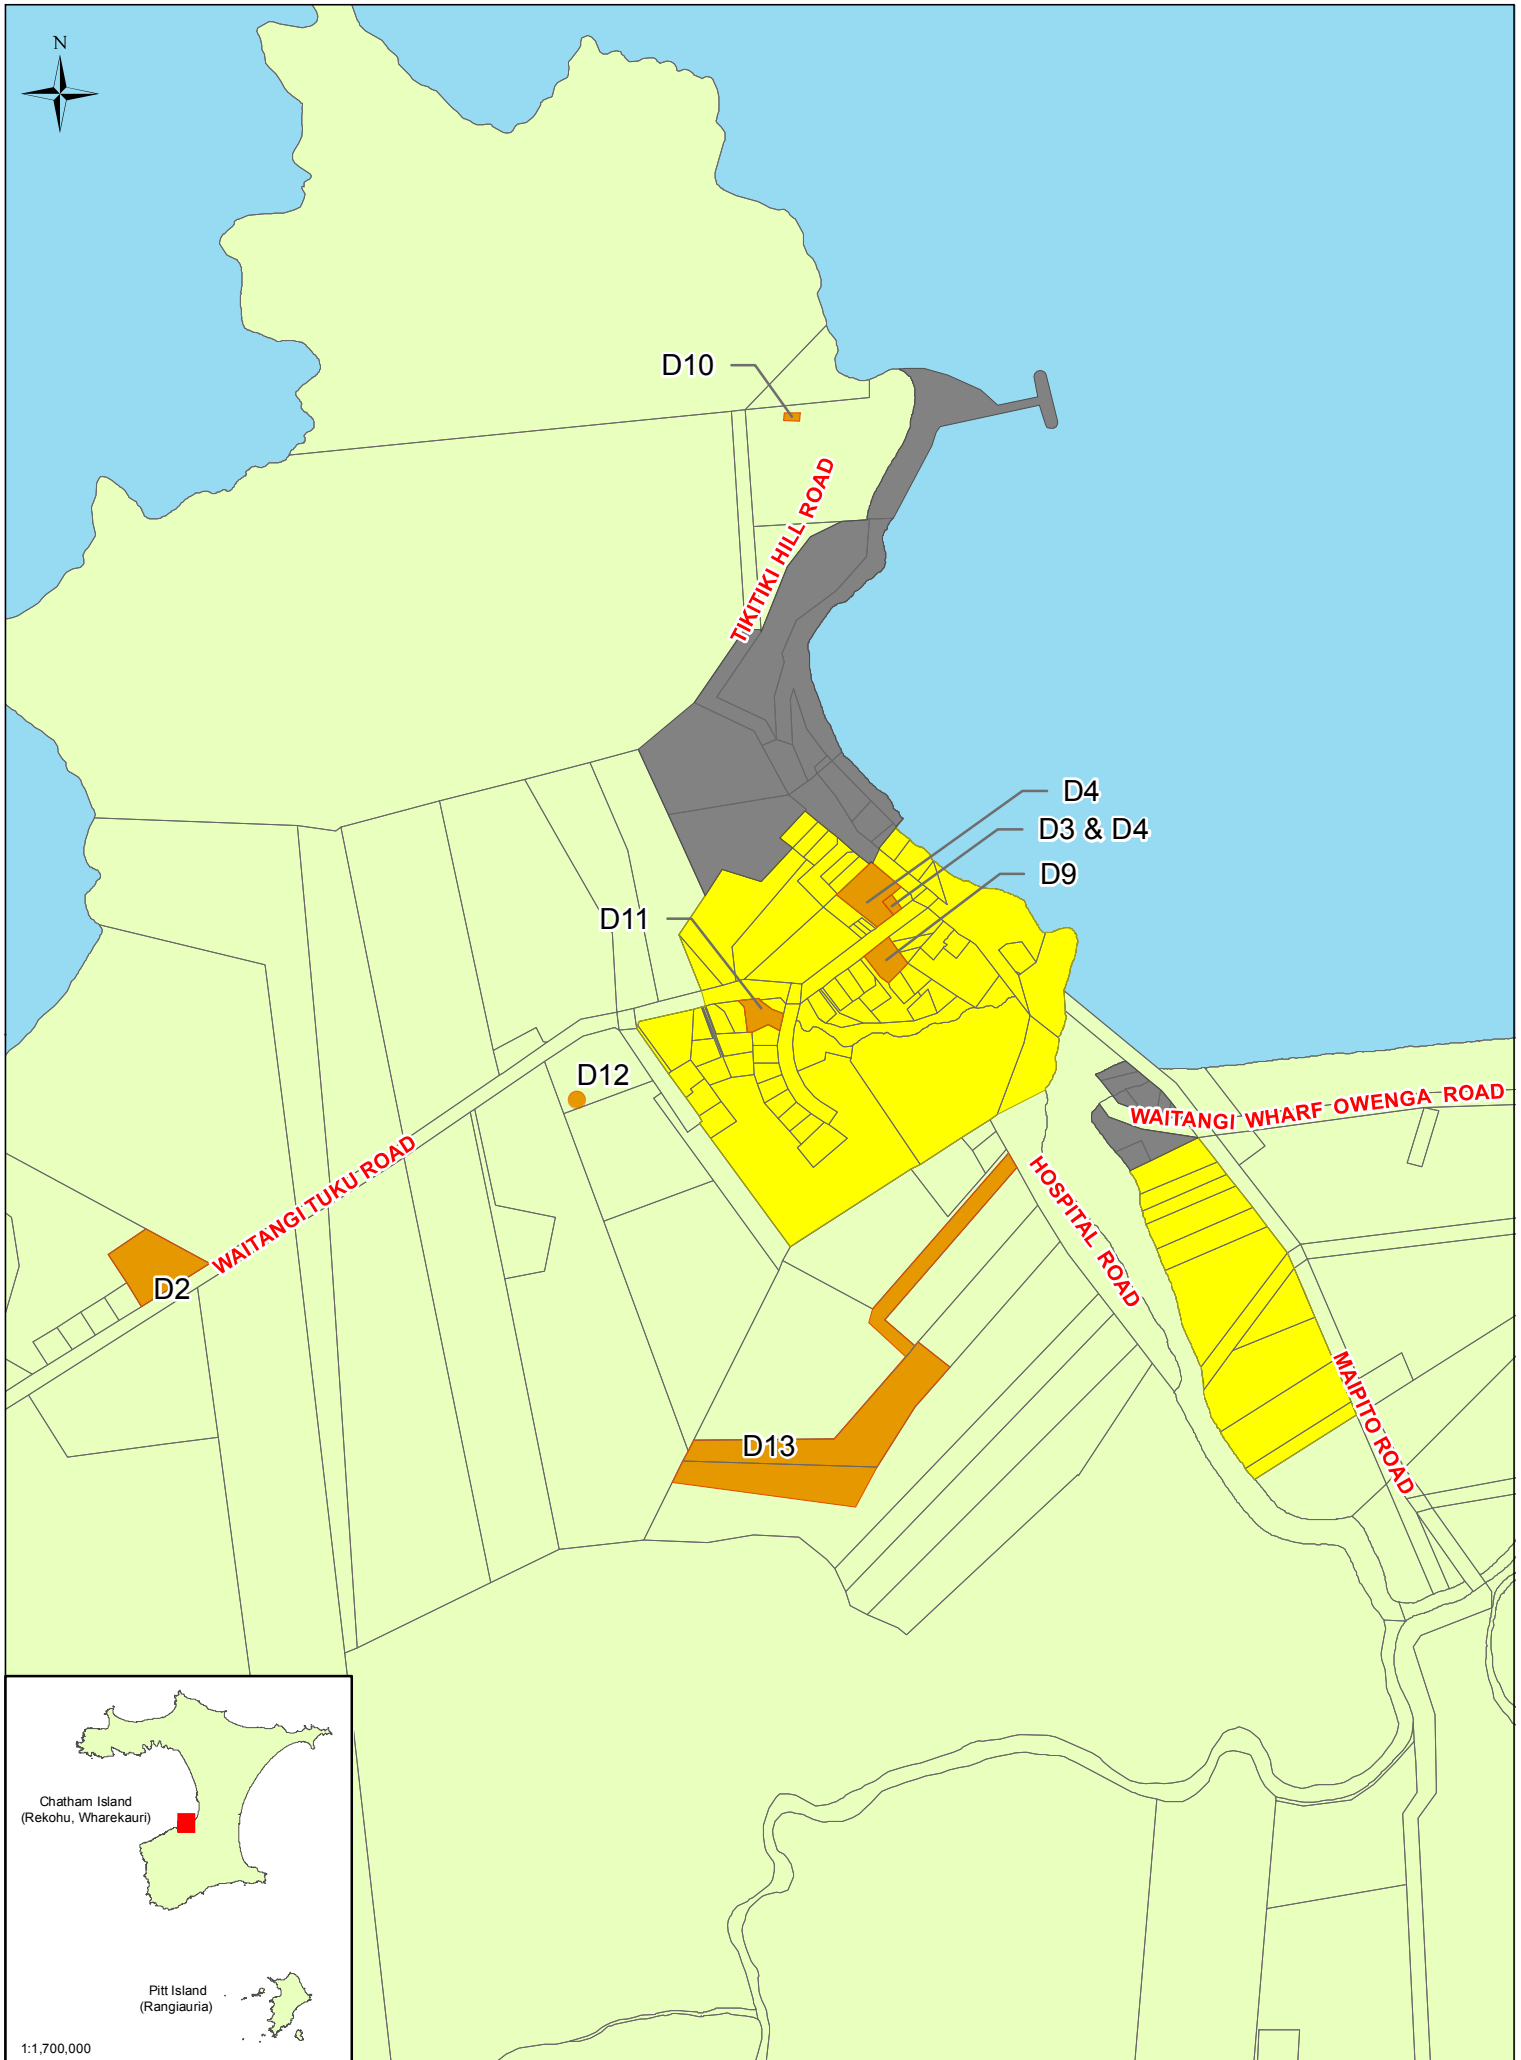 N
D10
TIKITIKI HILL ROAD
D4
D3 & D4
D9
D11
D12
WAITANGI WHARF OWENGA ROAD
WAITANGI TUKU ROAD
HOSPITAL ROAD
D2
MAIPITO ROAD
D13
Chatham Island
(Rekohu, Wharekauri)
Pitt Island
(Rangiauria)
1:1,700,000